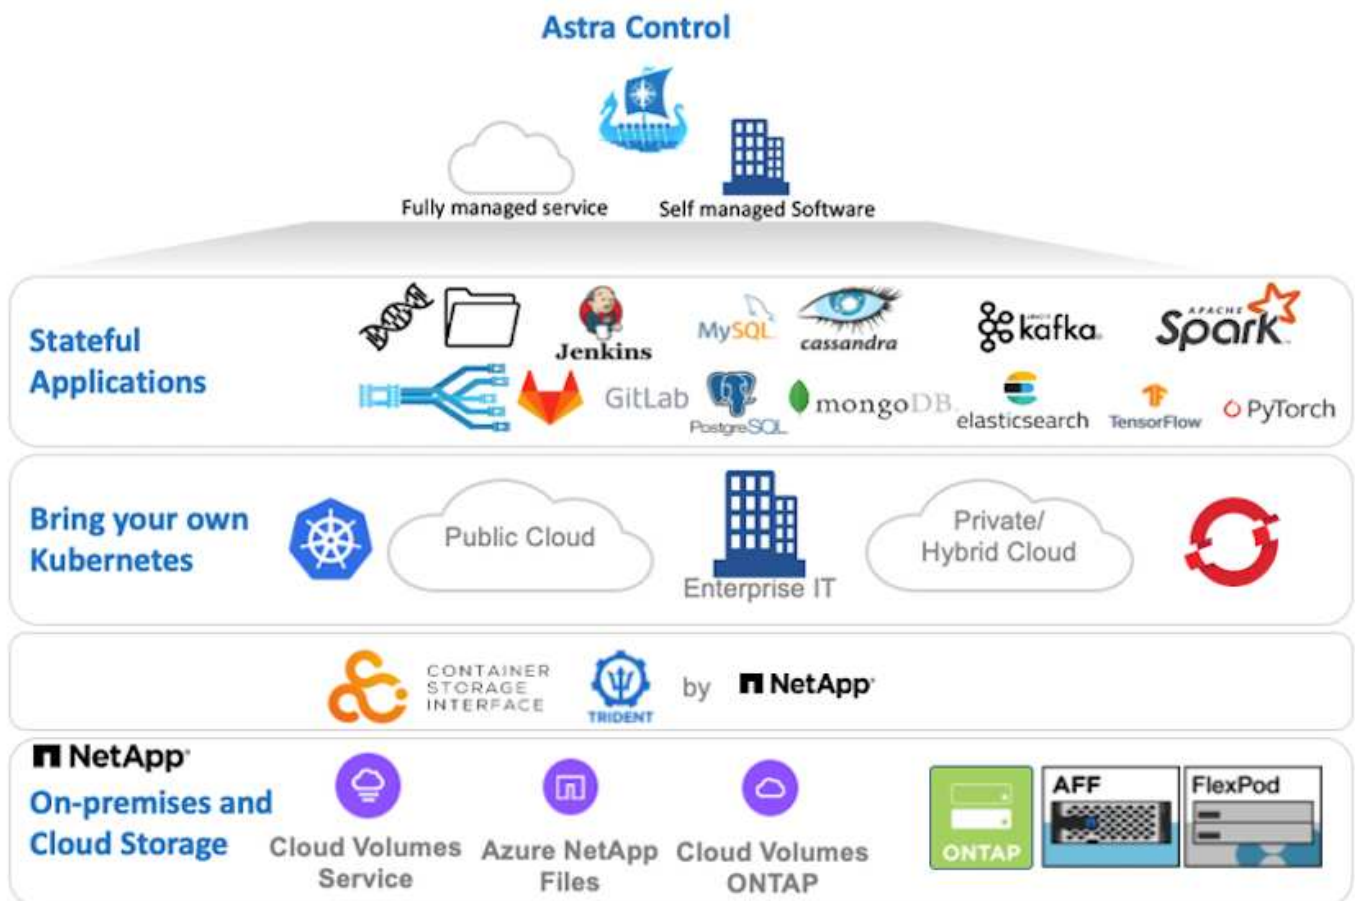 Astra Control
Fully managed service
Self managed Software
Stateful
Applications
Jenkins
MySQL
cassandra
kafka
APACHE
Spark
GitLab
PostgreSQL
mongoDB
elasticsearch
TensorFlow
PyTorch
Bring your own
Kubernetes
Public Cloud
Enterprise IT
Private/
Hybrid Cloud
CONTAINER
STORAGE
INTERFACE
TRIDENT
by
NetApp
NetApp
On-premises and
Cloud Storage
Cloud Volumes
Service
Azure NetApp
Files
Cloud Volumes
ONTAP
ONTAP
AFF
FlexPod